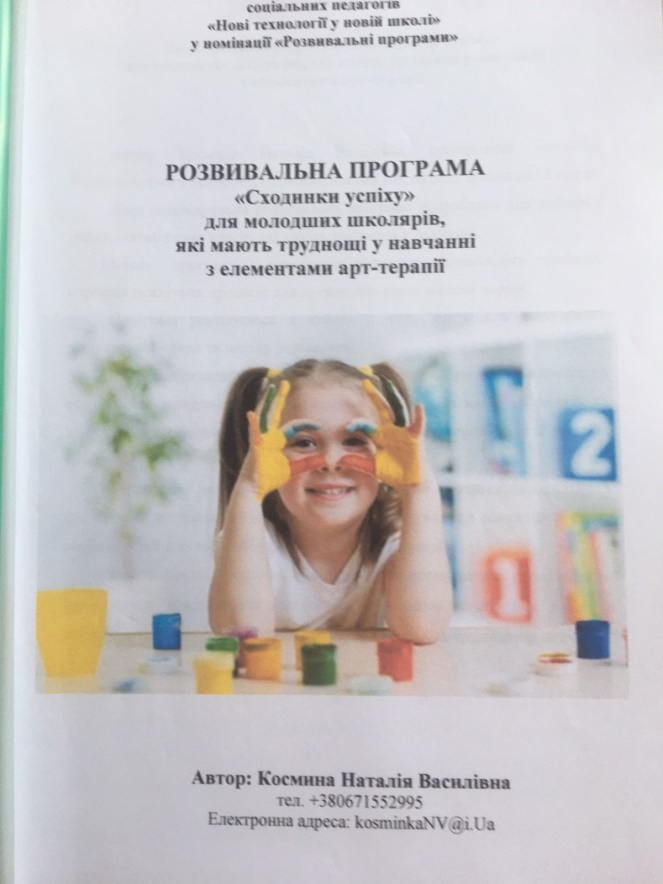 соціальних педагогів
«Нові технології у новій школі»
у номінації «Розвивальні програми»
РОЗВИВАЛЬНА ПРОГРАМА
«Сходинки успіху»
для молодших школярів,
які мають труднощі у навчанні
з елементами арт-терапії
2
1
Автор: Космина Наталія Василівна
тел. +380671552995
Електронна адреса: kosminkaNV@i.Ua